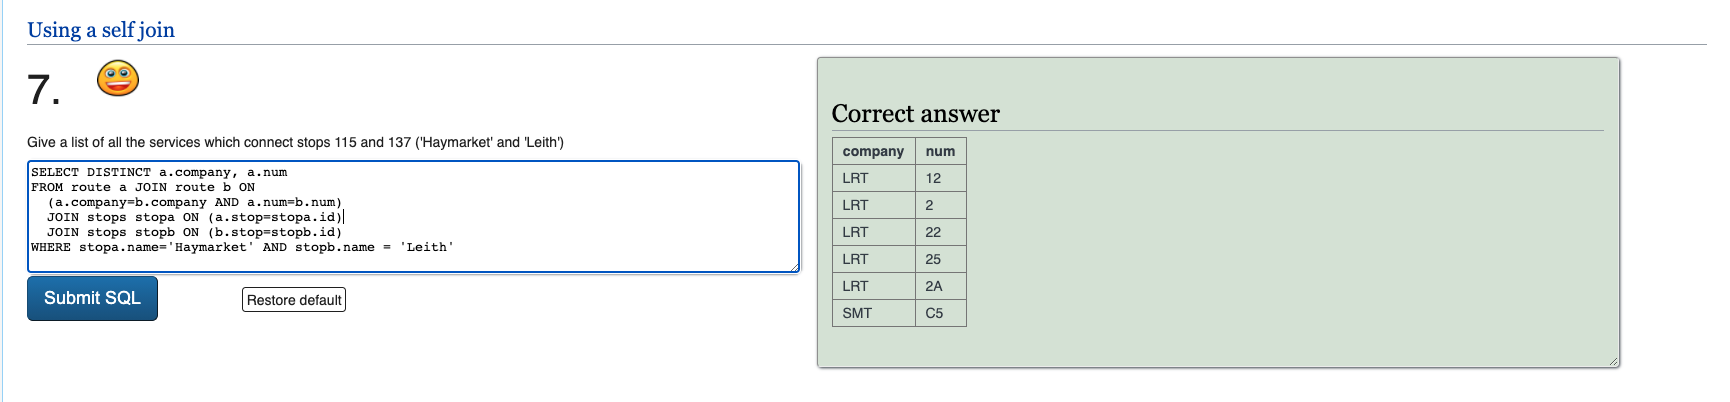 Using a self join
7.
Give a list of all the services which connect stops 115 and 137 ('Haymarket' and 'Leith')
SELECT DISTINCT a.company, a.num
FROM route a JOIN route b ON
  (a.company=b.company AND a.num=b.num)
  JOIN stops stopa ON (a.stop=stopa.id)
  JOIN stops stopb ON (b.stop=stopb.id)
WHERE stopa.name='Haymarket' AND stopb.name = 'Leith'
Submit SQL
Restore default
Correct answer
company num
LRT 12
LRT 2
LRT 22
LRT 25
LRT 2A
SMT C5